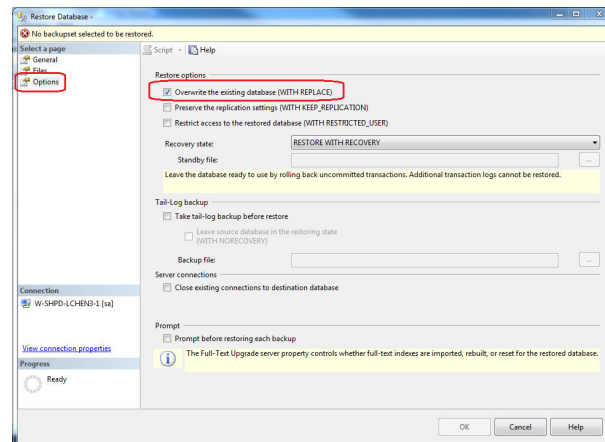 Restore Database -
No backupset selected to be restored.
Select a page
General
Files
Options
Script
Help
Restore options
Overwrite the existing database (WITH REPLACE)
Preserve the replication settings (WITH KEEP_REPLICATION)
Restrict access to the restored database (WITH RESTRICTED_USER)
Recovery state:
RESTORE WITH RECOVERY
Standby file:
...
Leave the database ready to use by rolling back uncommitted transactions. Additional transaction logs cannot be restored.
Tail-Log backup
Take tail-log backup before restore
Leave source database in the restoring state
(WITH NORECOVERY)
Backup file:
...
Server connections
Close existing connections to destination database
Connection
W-SHPD-LCHEN3-1 [sa]
View connection properties
Progress
Ready
Prompt
Prompt before restoring each backup
The Full-Text Upgrade server property controls whether full-text indexes are imported, rebuilt, or reset for the restored database.
OK
Cancel
Help